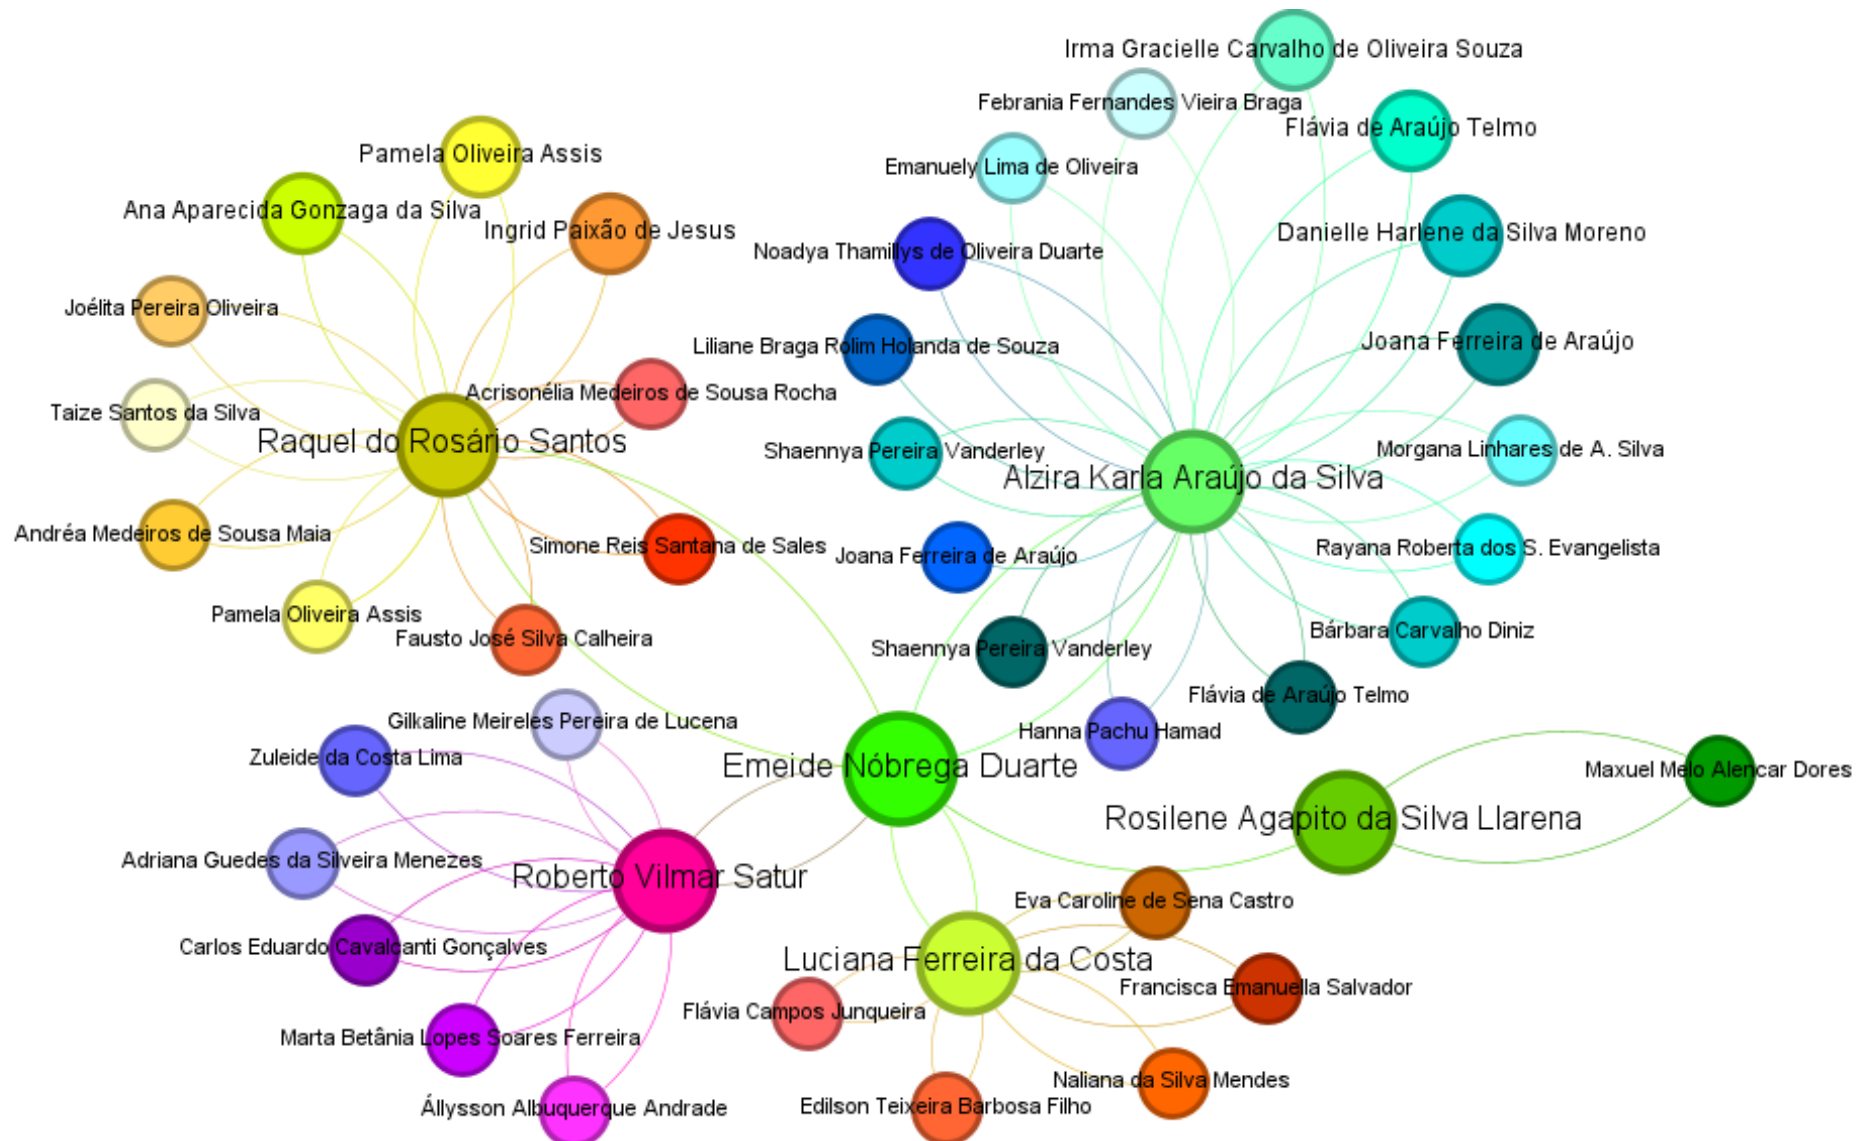 Irma Gracielle Carvalho de Oliveira Souza
Febrania Fernandes Vieira Braga
Flávia de Araújo Telmo
Pamela Oliveira Assis
Emanuely Lima de Oliveira
Ana Aparecida Gonzaga da Silva
Ingrid Paixão de Jesus
Danielle Harlene da Silva Moreno
Noadya Thamillys de Oliveira Duarte
Joélita Pereira Oliveira
Liliane Braga Rolim Holanda de Souza
Joana Ferreira de Araújo
Acrisonélia Medeiros de Sousa Rocha
Taize Santos da Silva
Raquel do Rosário Santos
Shaennya Pereira Vanderley
Morgana Linhares de A. Silva
Alzira Karla Araújo da Silva
Andréa Medeiros de Sousa Maia
Simone Reis Santana de Sales
Joana Ferreira de Araújo
Rayana Roberta dos S. Evangelista
Pamela Oliveira Assis
Fausto José Silva Calheira
Shaennya Pereira Vanderley
Bárbara Carvalho Diniz
Flávia de Araújo Telmo
Gilkaline Meireles Pereira de Lucena
Hanna Pachu Hamad
Zuleide da Costa Lima
Emeide Nóbrega Duarte
Maxuel Melo Alencar Dores
Rosilene Agapito da Silva Llarena
Adriana Guedes da Silveira Menezes
Roberto Vilmar Satur
Eva Caroline de Sena Castro
Carlos Eduardo Cavalcanti Gonçalves
Luciana Ferreira da Costa
Francisca Emanuella Salvador
Flávia Campos Junqueira
Marta Betânia Lopes Soares Ferreira
Naliana da Silva Mendes
Állysson Albuquerque Andrade
Edilson Teixeira Barbosa Filho